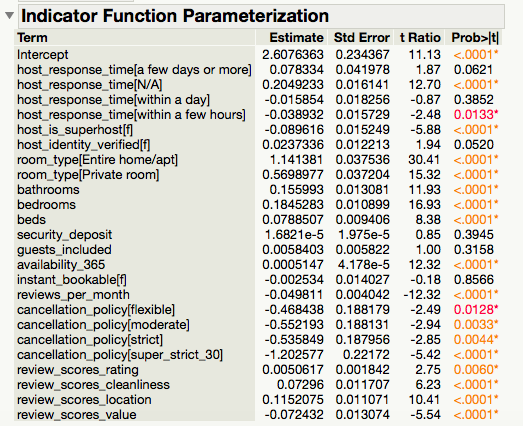 Indicator Function Parameterization
Term Estimate Std Error t Ratio Prob>|t|
Intercept 2.6076363 0.234367 11.13 <.0001*
host_response_time[a few days or more] 0.078334 0.041978 1.87 0.0621
host_response_time[N/A] 0.2049233 0.016141 12.70 <.0001*
host_response_time[within a day] -0.015854 0.018256 -0.87 0.3852
host_response_time[within a few hours] -0.038932 0.015729 -2.48 0.0133*
host_is_superhost[f] -0.089616 0.015249 -5.88 <.0001*
host_identity_verified[f] 0.0237336 0.012213 1.94 0.0520
room_type[Entire home/apt] 1.141381 0.037536 30.41 <.0001*
room_type[Private room] 0.5698977 0.037204 15.32 <.0001*
bathrooms 0.155993 0.013081 11.93 <.0001*
bedrooms 0.1845283 0.010899 16.93 <.0001*
beds 0.0788507 0.009406 8.38 <.0001*
security_deposit 1.6821e-5 1.975e-5 0.85 0.3945
guests_included 0.0058403 0.005822 1.00 0.3158
availability_365 0.0005147 4.178e-5 12.32 <.0001*
instant_bookable[f] -0.002534 0.014027 -0.18 0.8566
reviews_per_month -0.049811 0.004042 -12.32 <.0001*
cancellation_policy[flexible] -0.468438 0.188179 -2.49 0.0128*
cancellation_policy[moderate] -0.552193 0.188131 -2.94 0.0033*
cancellation_policy[strict] -0.535849 0.187956 -2.85 0.0044*
cancellation_policy[super_strict_30] -1.202577 0.22172 -5.42 <.0001*
review_scores_rating 0.0050617 0.001842 2.75 0.0060*
review_scores_cleanliness 0.07296 0.011707 6.23 <.0001*
review_scores_location 0.1152075 0.011071 10.41 <.0001*
review_scores_value -0.072432 0.013074 -5.54 <.0001*